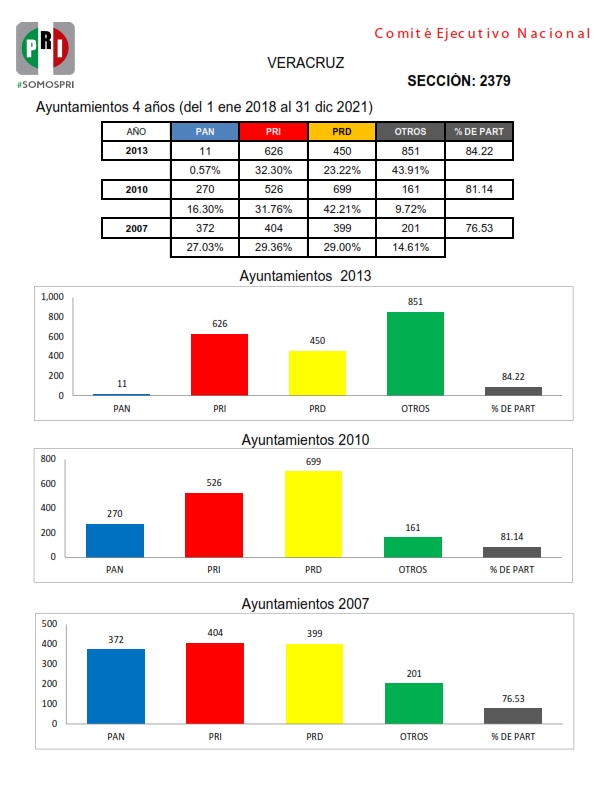 PRI
#SOMOSPRI
Comité Ejecutivo Nacional
VERACRUZ
SECCIÓN: 2379
Ayuntamientos 4 años (del 1 ene 2018 al 31 dic 2021)
AÑO PAN PRI PRD OTROS % DE PART
2013 11 626 450 851 84.22
0.57% 32.30% 23.22% 43.91%
2010 270 526 699 161 81.14
16.30% 31.76% 42.21% 9.72%
2007 372 404 399 201 76.53
27.03% 29.36% 29.00% 14.61%
Ayuntamientos 2013
1,000
800
600
400
200
0
11 626 450 851 84.22
PAN PRI PRD OTROS % DE PART
Ayuntamientos 2010
800
600
400
200
0
270 526 699 161 81.14
PAN PRI PRD OTROS % DE PART
Ayuntamientos 2007
500
400
300
200
100
0
372 404 399 201 76.53
PAN PRI PRD OTROS % DE PART